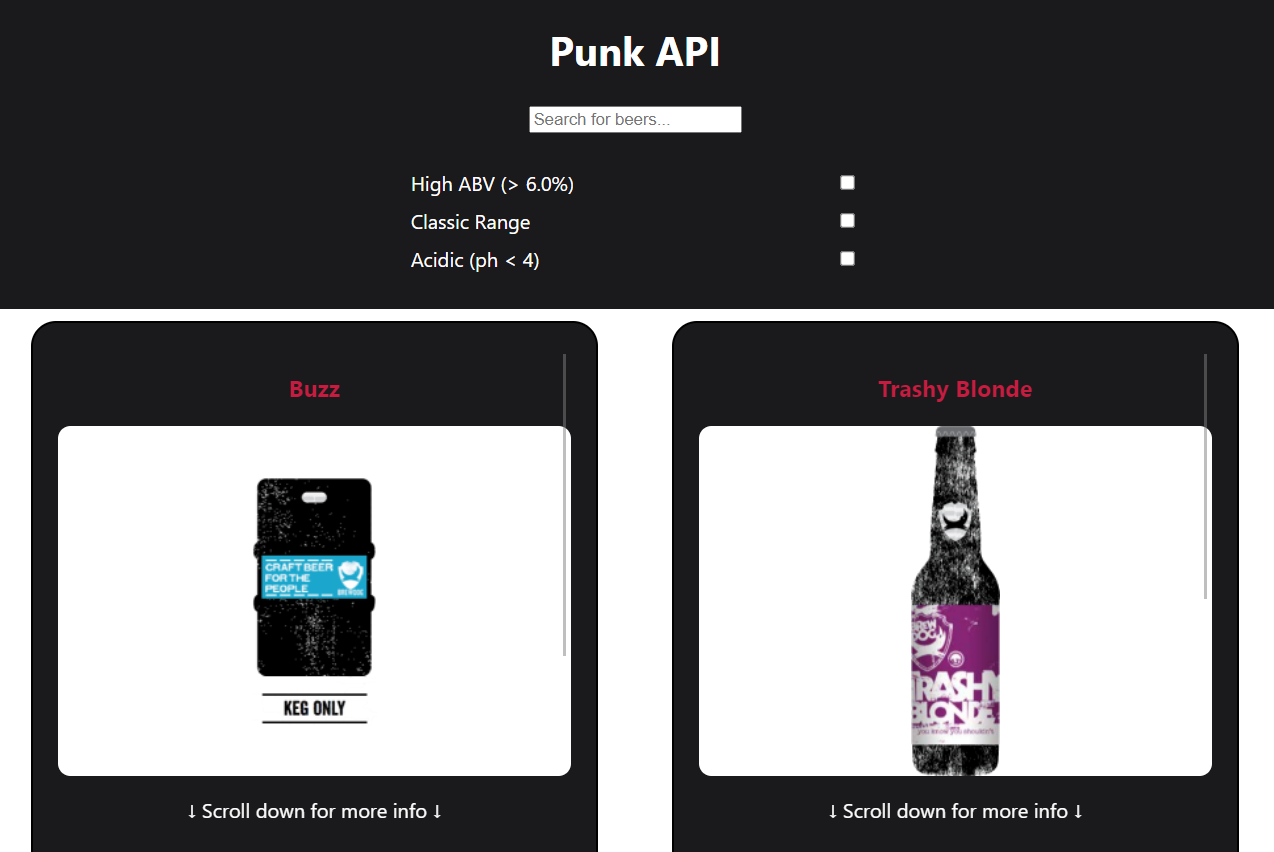 Punk API
Search for beers...
High ABV (> 6.0%)
Classic Range
Acidic (ph < 4)
Buzz
CRAFT BEER
FOR THE
PEOPLE
BREWDOG
KEG ONLY
↓ Scroll down for more info ↓
Trashy Blonde
BREW
DOG
TRASHY
BLONDE
you know you shouldn't
↓ Scroll down for more info ↓